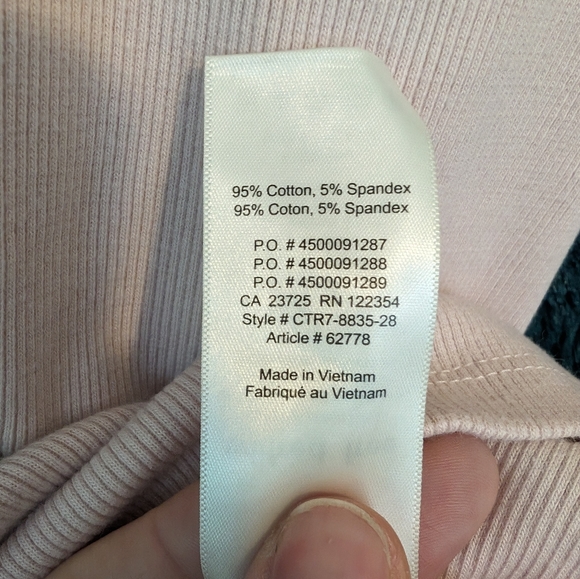 95% Cotton, 5% Spandex
95% Coton, 5% Spandex
P.O. # 4500091287
P.O. # 4500091288
P.O. # 4500091289
CA 23725 RN 122354
Style # CTR7-8835-28
Article # 62778
Made in Vietnam
Fabriqué au Vietnam